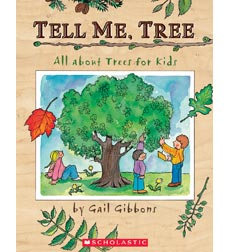 TELL ME, TREE
All about Trees for Kids
by Gail Gibbons
SCHOLASTIC